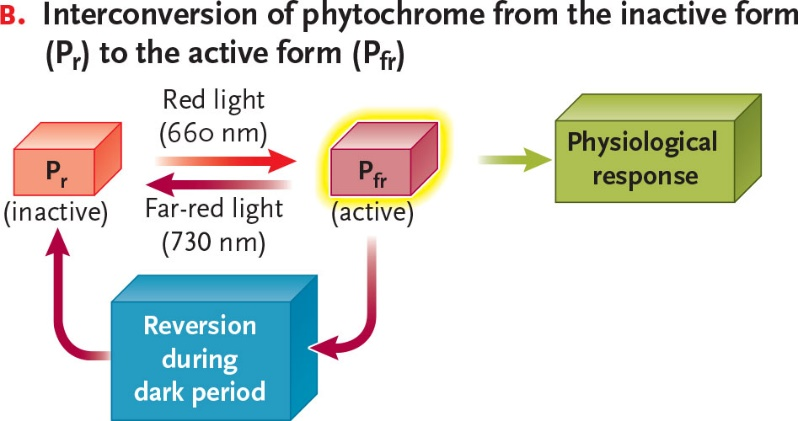 B. Interconversion of phytochrome from the inactive form
(Pr) to the active form (Pfr)
Red light
(660 nm)
Pr
(inactive)
Far-red light
(730 nm)
Pfr
(active)
Physiological
response
Reversion
during
dark period